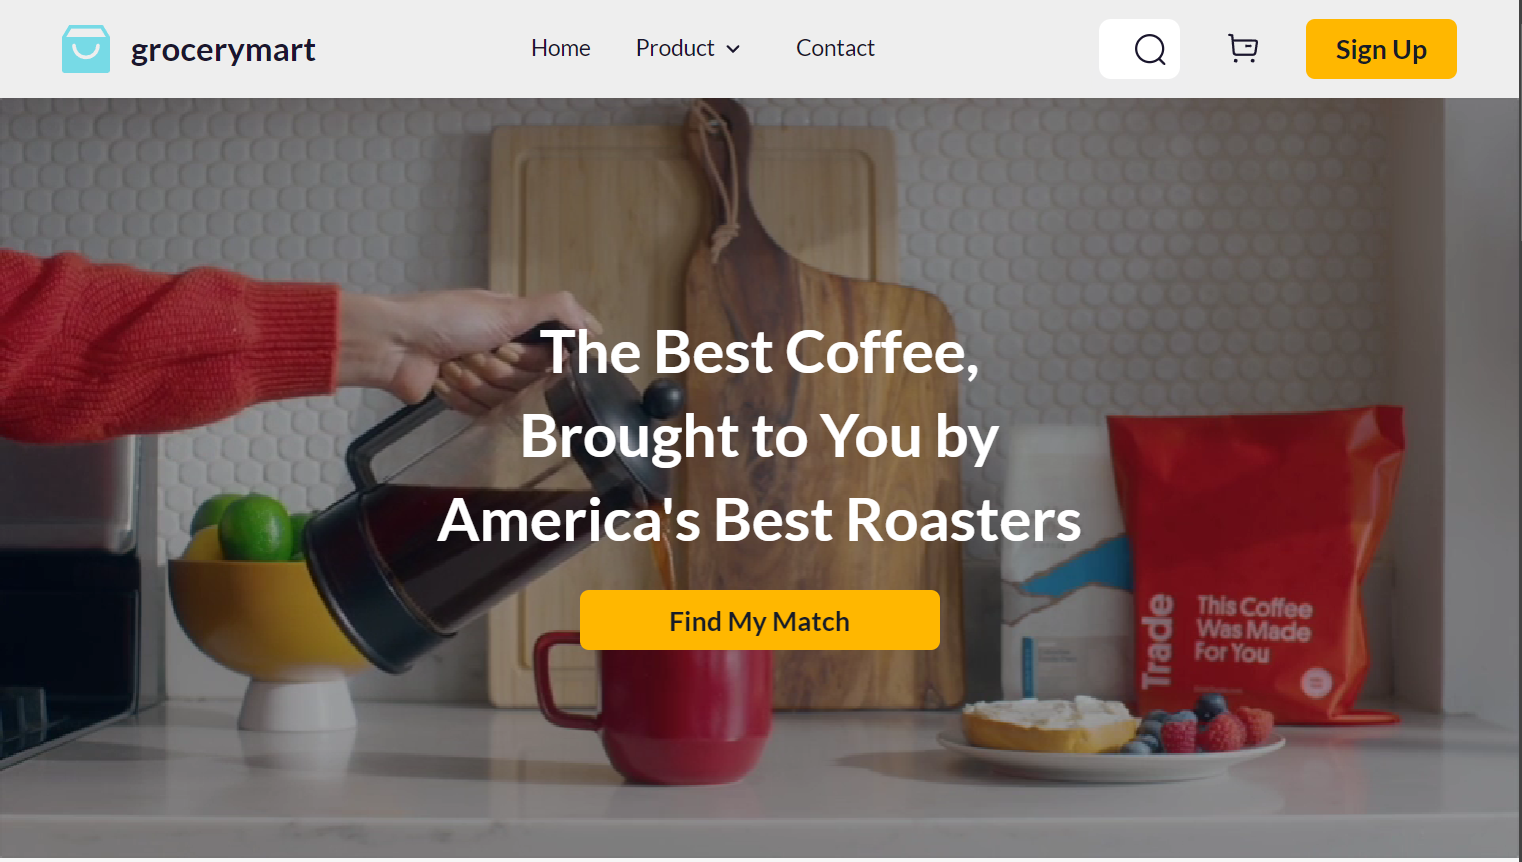 grocerymart
Home
Product
Contact
Sign Up
The Best Coffee,
Brought to You by
America's Best Roasters
Find My Match
Trade
This Coffee
Was Made
For You